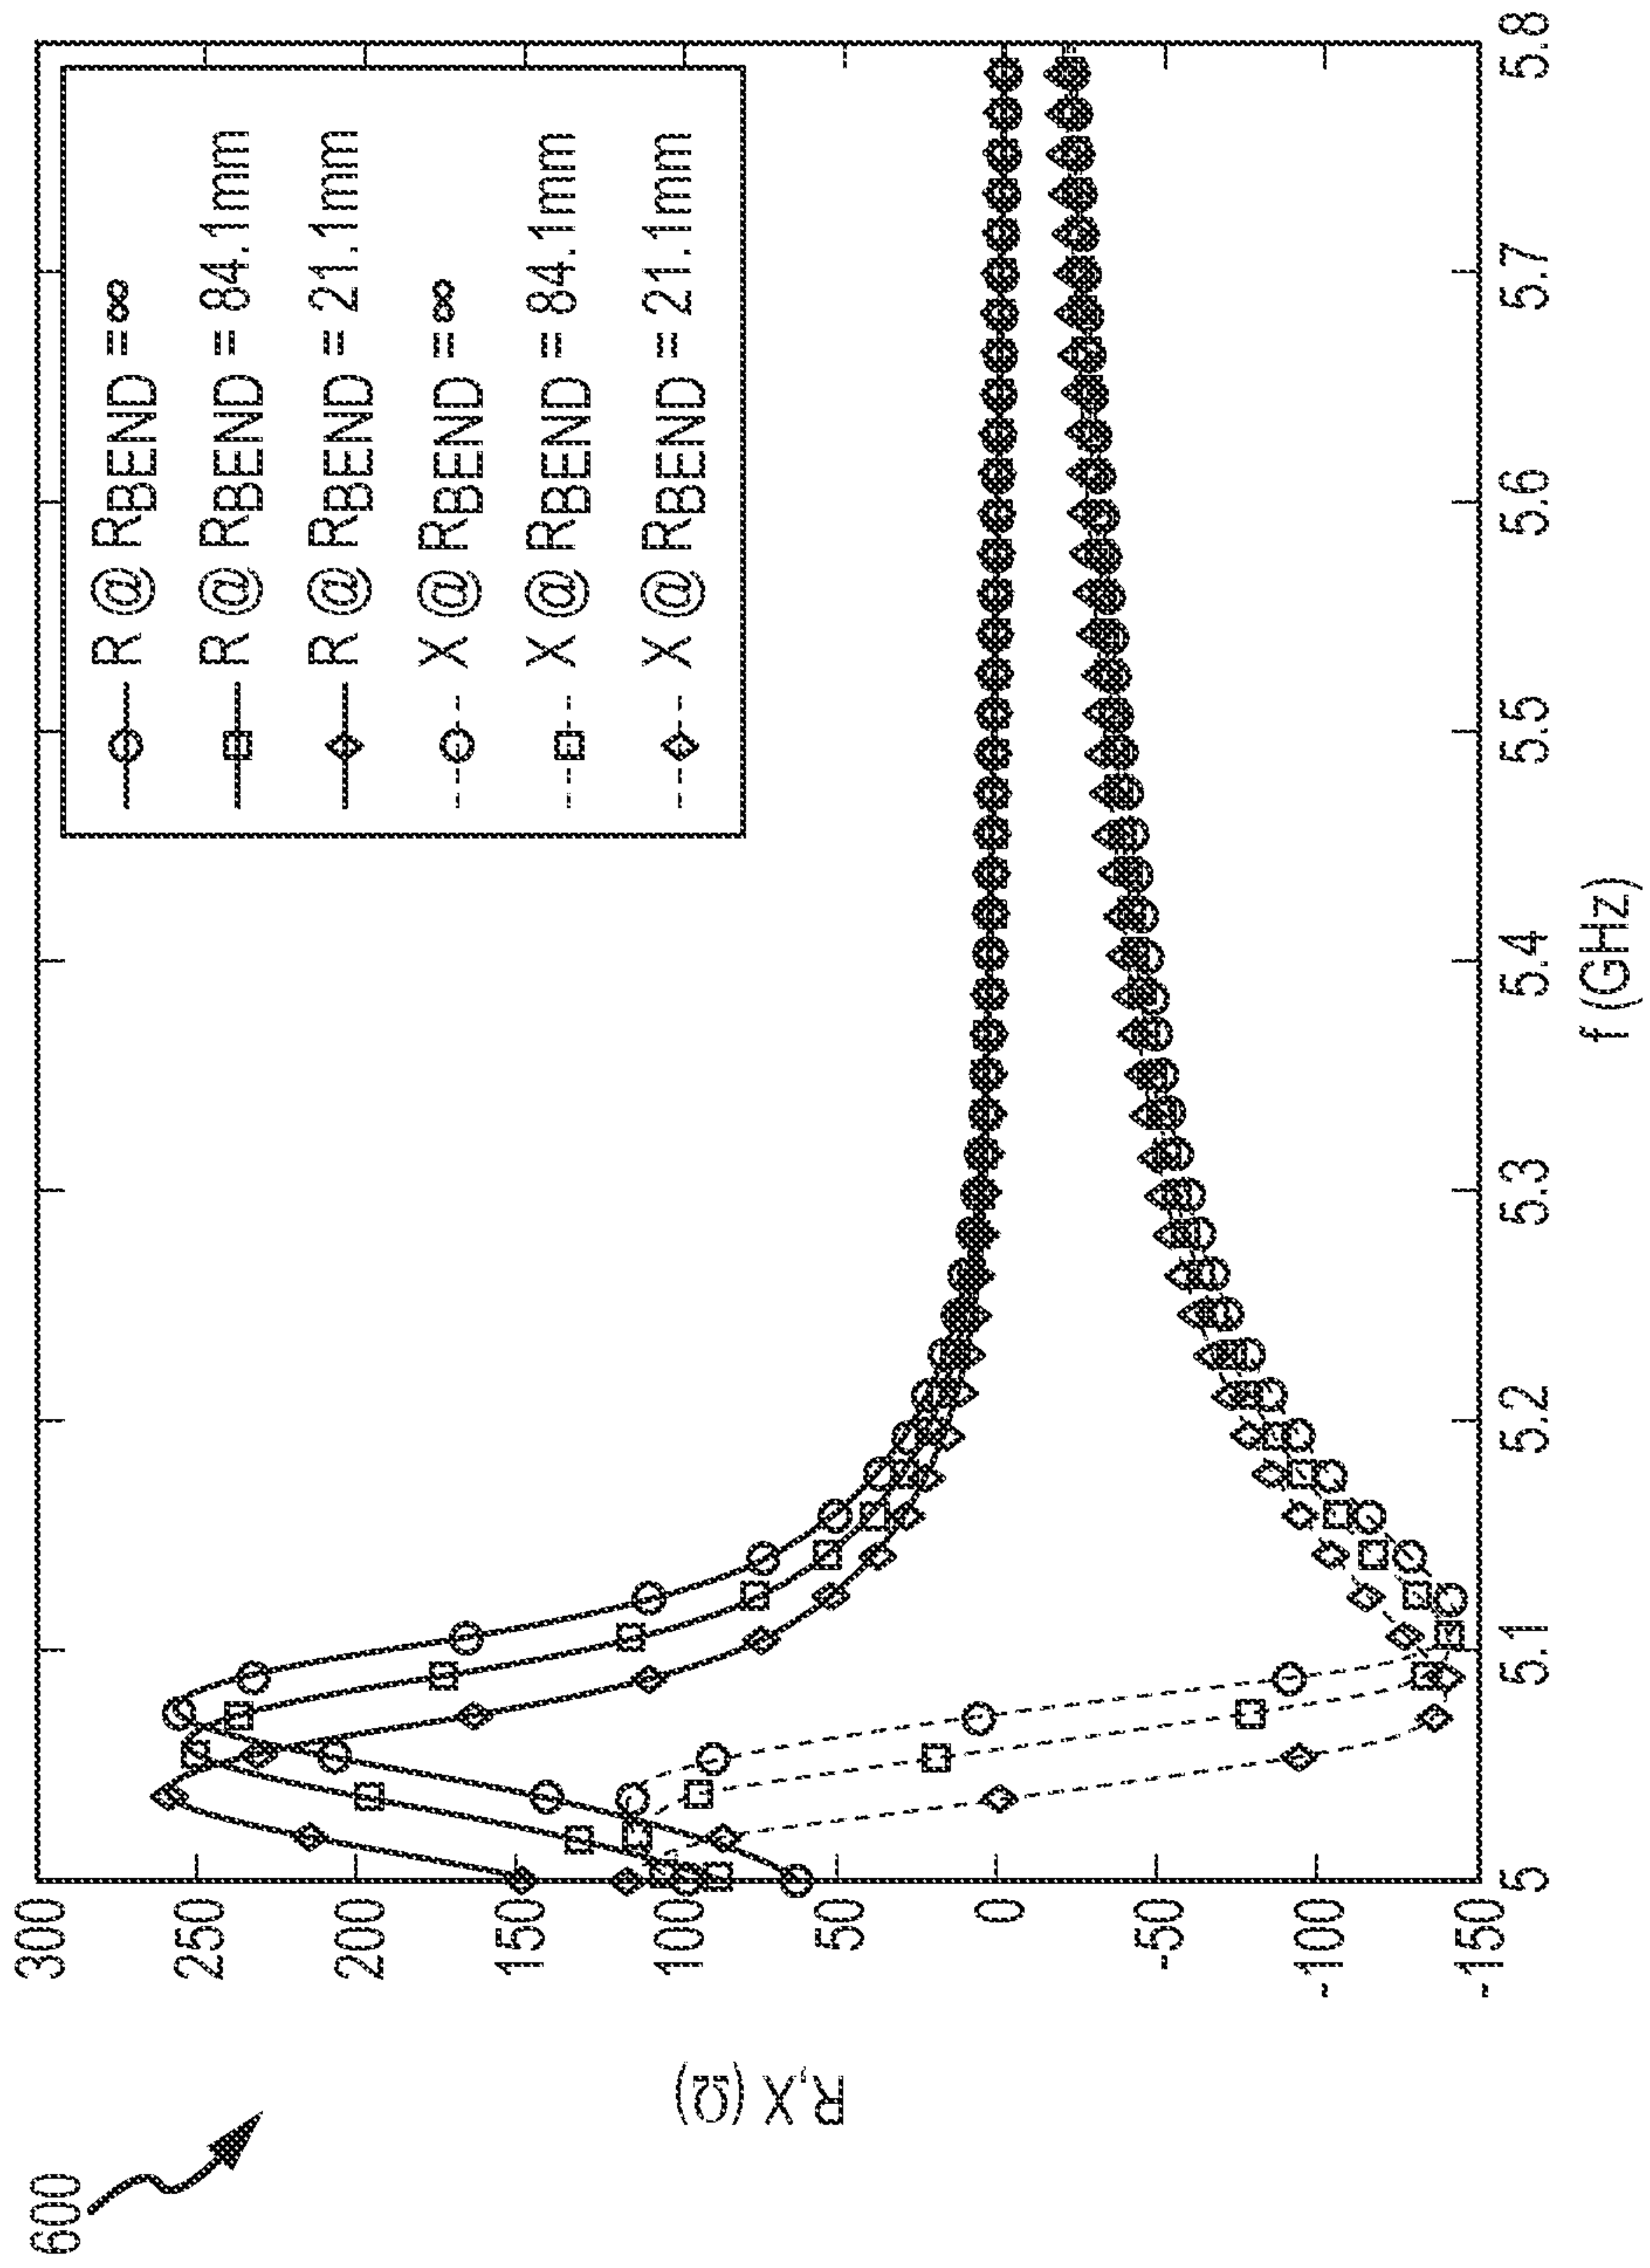 600
R,X (Ω)
300
250
200
150
100
50
0
-50
-100
-150
R @ RBEND =∞
R @ RBEND = 84.1mm
R @ RBEND = 21.1mm
X @ RBEND =∞
X @ RBEND = 84.1mm
X @ RBEND = 21.1mm
5 5.1 5.2 5.3 5.4 5.5 5.6 5.7 5.8
f (GHz)